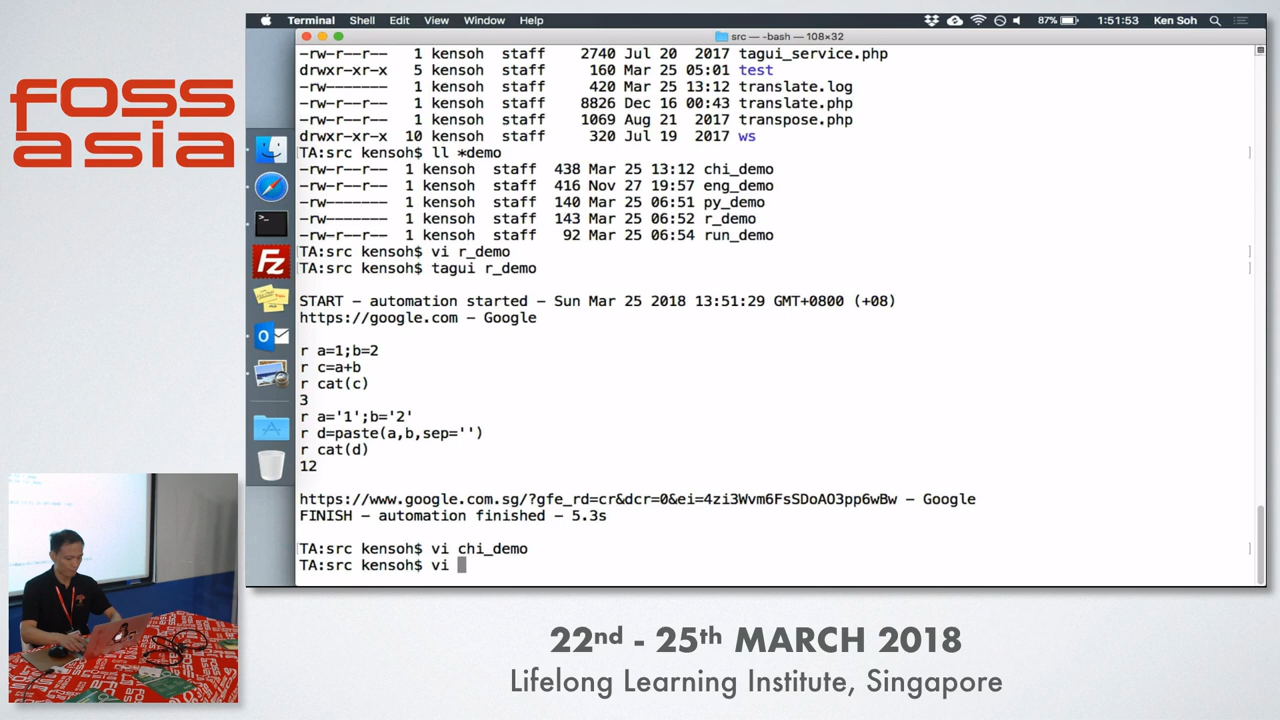 foss
asia
Terminal Shell Edit View Window Help 87% 1:51:53 Ken Soh
src — -bash — 108×32
-rw-r--r-- 1 kensoh staff 2740 Jul 20 2017 tagui_service.php
drwxr-xr-x 5 kensoh staff 160 Mar 25 05:01 test
-rw------- 1 kensoh staff 420 Mar 25 13:12 translate.log
-rw-r--r-- 1 kensoh staff 8826 Dec 16 00:43 translate.php
-rw-r--r-- 1 kensoh staff 1069 Aug 21 2017 transpose.php
drwxr-xr-x 10 kensoh staff 320 Jul 19 2017 ws
TA:src kensoh$ ll *demo
-rw-r--r-- 1 kensoh staff 438 Mar 25 13:12 chi_demo
-rw-r--r-- 1 kensoh staff 416 Nov 27 19:57 eng_demo
-rw------- 1 kensoh staff 140 Mar 25 06:51 py_demo
-rw------- 1 kensoh staff 143 Mar 25 06:52 r_demo
-rw-r--r-- 1 kensoh staff 92 Mar 25 06:54 run_demo
TA:src kensoh$ vi r_demo
TA:src kensoh$ tagui r_demo
START - automation started - Sun Mar 25 2018 13:51:29 GMT+0800 (+08)
https://google.com - Google
r a=1;b=2
r c=a+b
r cat(c)
3
r a='1';b='2'
r d=paste(a,b,sep='')
r cat(d)
12
https://www.google.com.sg/?gfe_rd=cr&dcr=0&ei=4zi3Wvm6FsSDoAO3pp6wBw - Google
FINISH - automation finished - 5.3s
TA:src kensoh$ vi chi_demo
TA:src kensoh$ vi
22nd - 25th MARCH 2018
Lifelong Learning Institute, Singapore